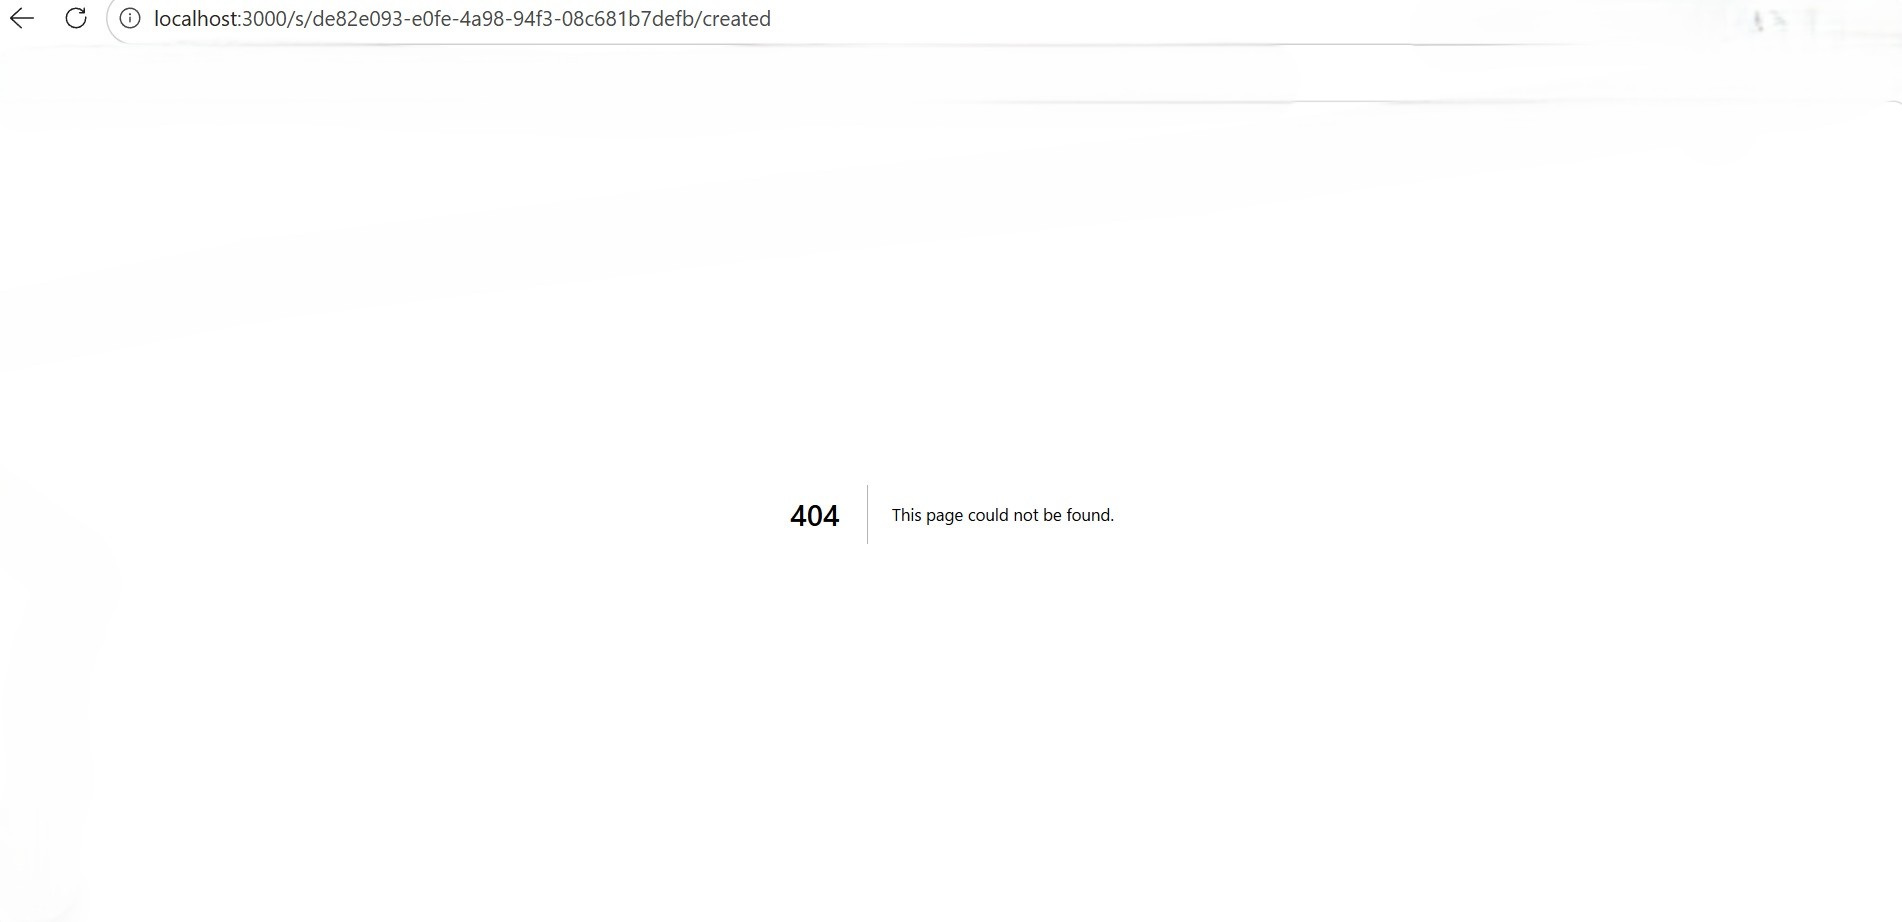 localhost:3000/s/de82e093-e0fe-4a98-94f3-08c681b7defb/created
404
This page could not be found.